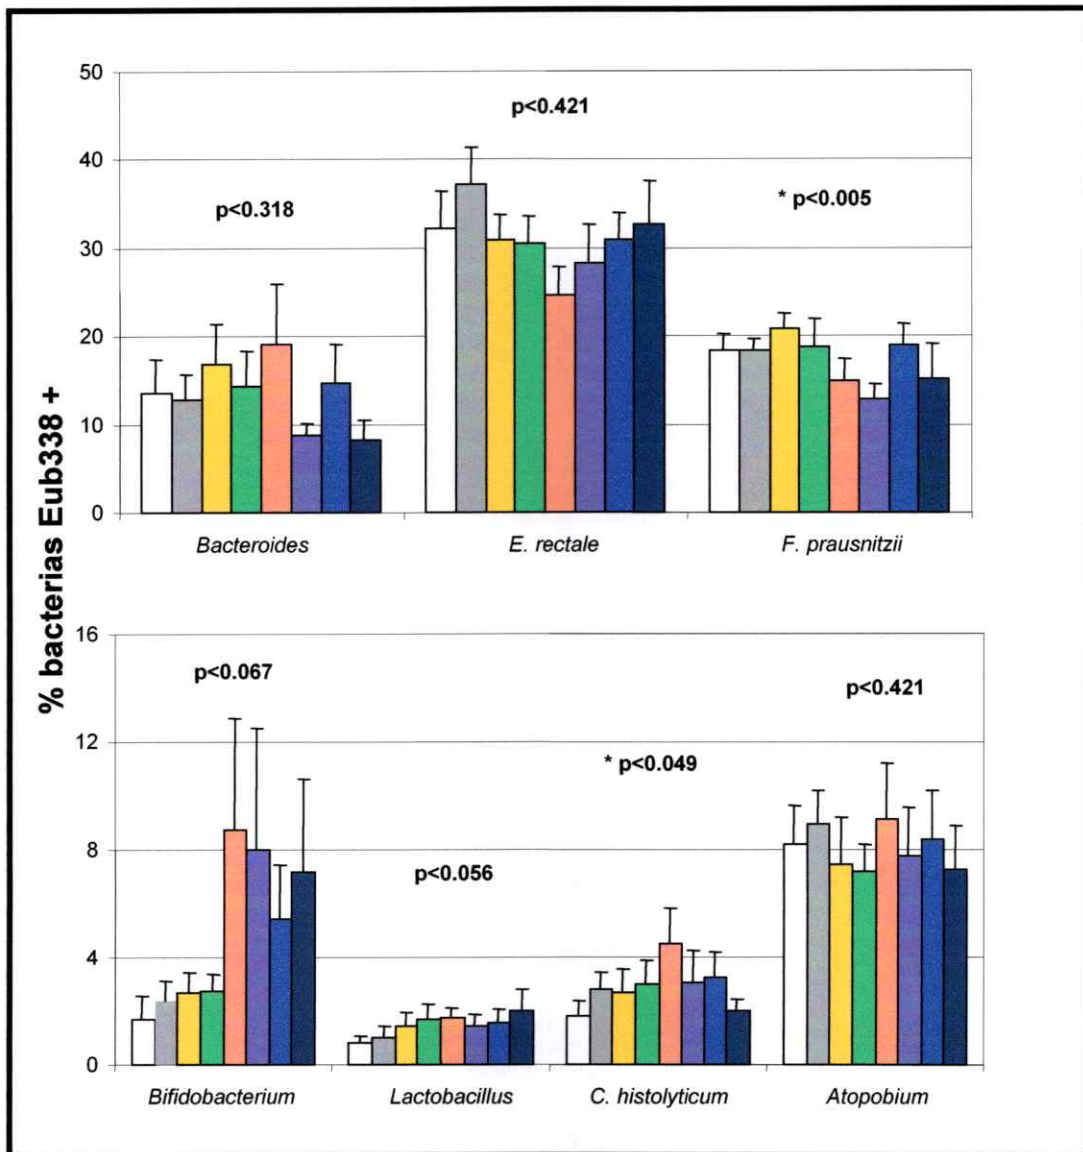 % bacterias Eub338 +
50
40
30
20
10
0
p<0.318
p<0.421
* p<0.005
Bacteroides
E. rectale
F. prausnitzii
16
12
8
4
0
p<0.067
p<0.056
* p<0.049
p<0.421
Bifidobacterium
Lactobacillus
C. histolyticum
Atopobium